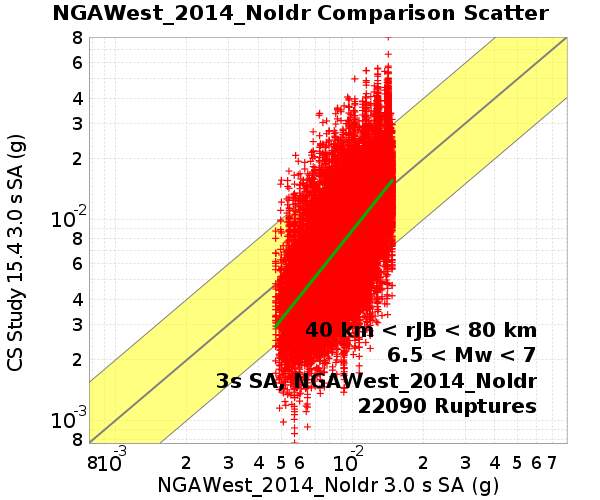 NGAWest_2014_NoIdr Comparison Scatter
CS Study 15.4 3.0 s SA (g)
8
6
4
3
2
10-2
8
6
4
3
2
10-3
8
40 km < rJB < 80 km
6.5 < Mw < 7
3s SA, NGAWest_2014_NoIdr
22090 Ruptures
8 10-3 2 3 4 5 6 10-2 2 3 4 5 6 7
NGAWest_2014_NoIdr 3.0 s SA (g)